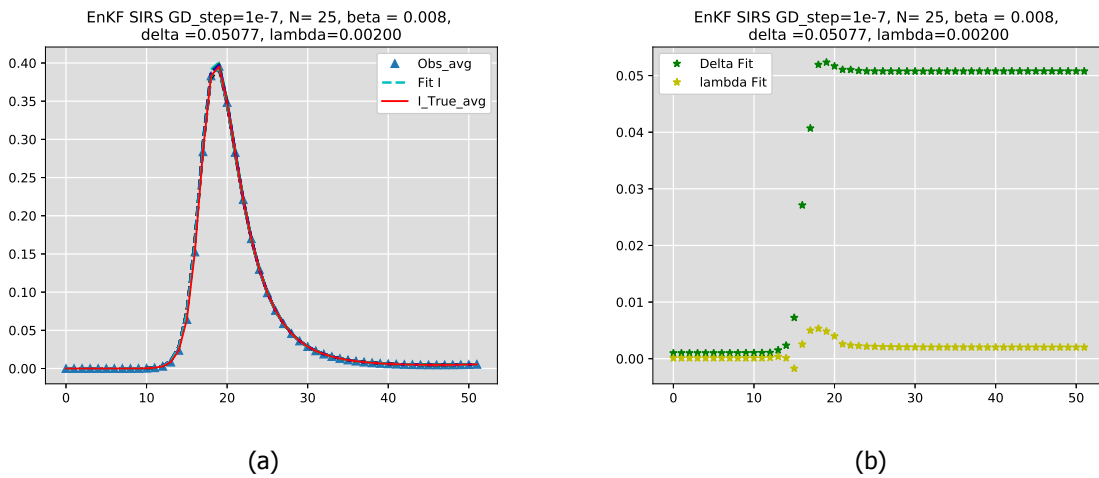 EnKF SIRS GD_step=1e-7, N= 25, beta = 0.008,
delta =0.05077, lambda=0.00200
0.40
0.35
0.30
0.25
0.20
0.15
0.10
0.05
0.00
0 10 20 30 40 50
Obs_avg
Fit I
I_True_avg
(a)
EnKF SIRS GD_step=1e-7, N= 25, beta = 0.008,
delta =0.05077, lambda=0.00200
0.05
0.04
0.03
0.02
0.01
0.00
0 10 20 30 40 50
Delta Fit
lambda Fit
(b)